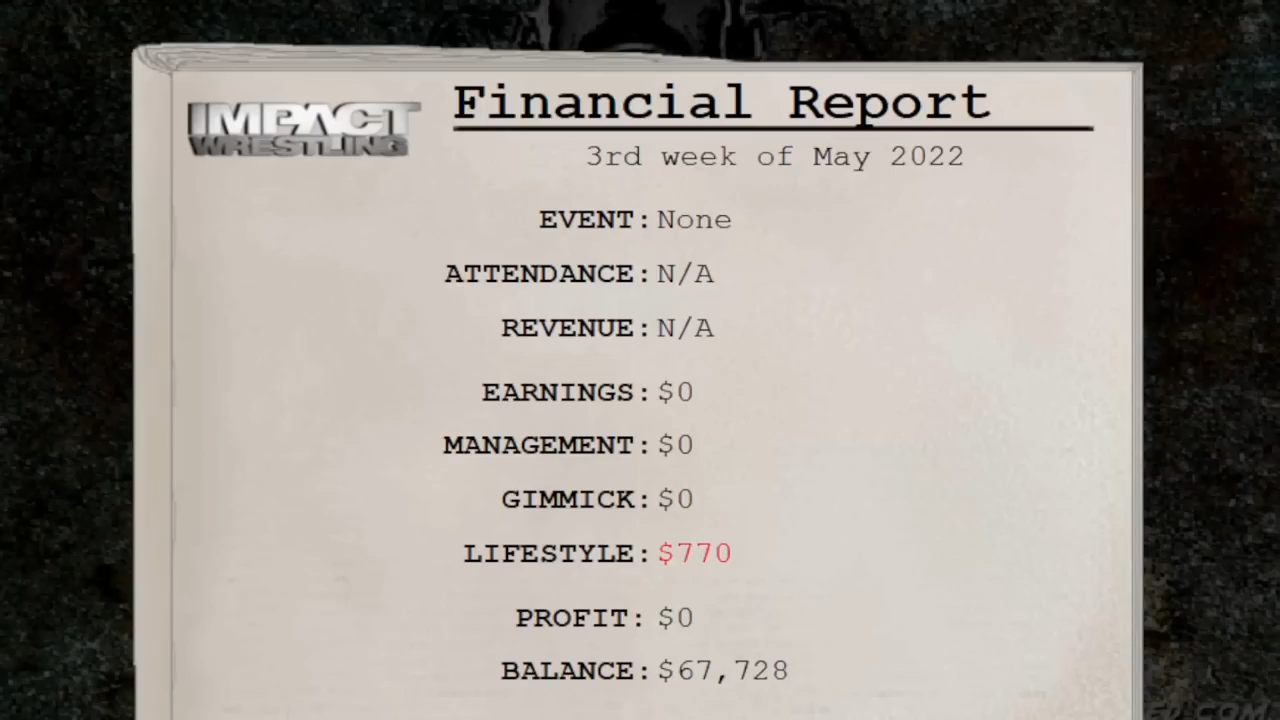 IMPACT
WRESTLING
Financial Report
3rd week of May 2022
EVENT: None
ATTENDANCE: N/A
REVENUE: N/A
EARNINGS: $0
MANAGEMENT: $0
GIMMICK: $0
LIFESTYLE: $770
PROFIT: $0
BALANCE: $67,728